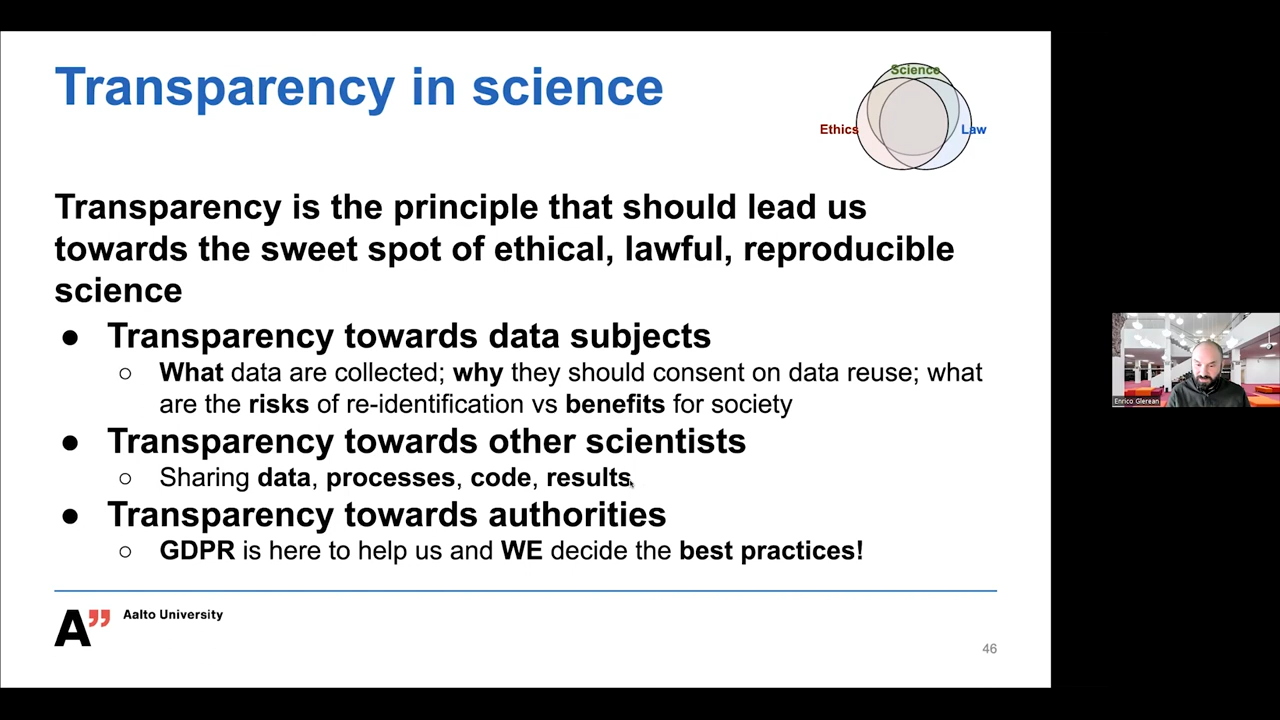 Transparency in science
Science
Ethics
Law
Transparency is the principle that should lead us
towards the sweet spot of ethical, lawful, reproducible
science
● Transparency towards data subjects
○ What data are collected; why they should consent on data reuse; what
are the risks of re-identification vs benefits for society
● Transparency towards other scientists
○ Sharing data, processes, code, results
● Transparency towards authorities
○ GDPR is here to help us and WE decide the best practices!
A” Aalto University
46
Enrico Glerean